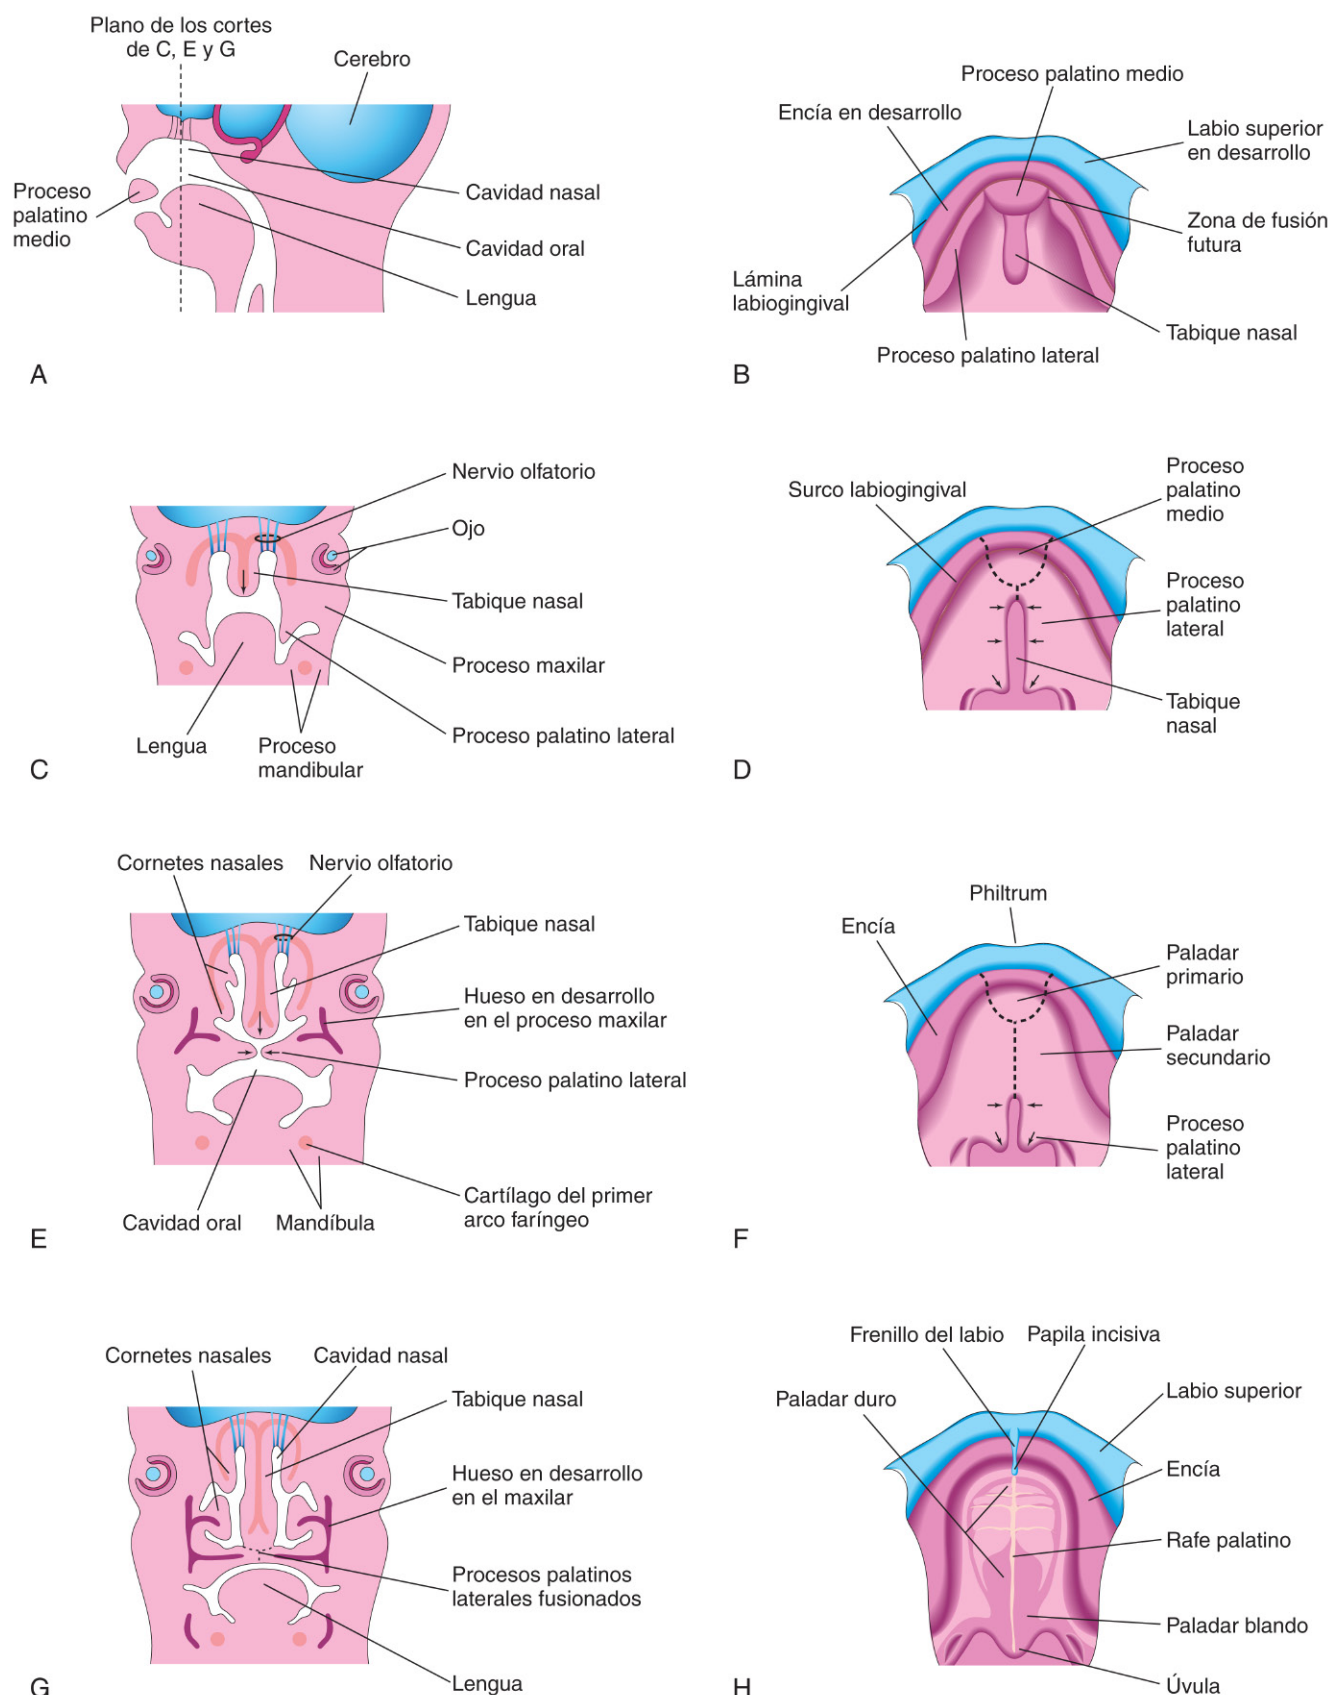 Plano de los cortes
de C, E y G
Cerebro
Proceso
palatino
medio
Cavidad nasal
Cavidad oral
Lengua
A
Proceso palatino medio
Encía en desarrollo
Labio superior
en desarrollo
Zona de fusión
futura
Lámina
labiogingival
Tabique nasal
Proceso palatino lateral
B
Nervio olfatorio
Ojo
Tabique nasal
Proceso maxilar
Proceso palatino lateral
Lengua
Proceso
mandibular
C
Surco labiogingival
Proceso
palatino
medio
Proceso
palatino
lateral
Tabique
nasal
D
Cornetes nasales
Nervio olfatorio
Tabique nasal
Hueso en desarrollo
en el proceso maxilar
Proceso palatino lateral
Cartílago del primer
arco faríngeo
Cavidad oral
Mandíbula
E
Philtrum
Encía
Paladar
primario
Paladar
secundario
Proceso
palatino
lateral
F
Cornetes nasales
Cavidad nasal
Tabique nasal
Hueso en desarrollo
en el maxilar
Procesos palatinos
laterales fusionados
Lengua
G
Frenillo del labio
Papila incisiva
Paladar duro
Labio superior
Encía
Rafe palatino
Paladar blando
Úvula
H